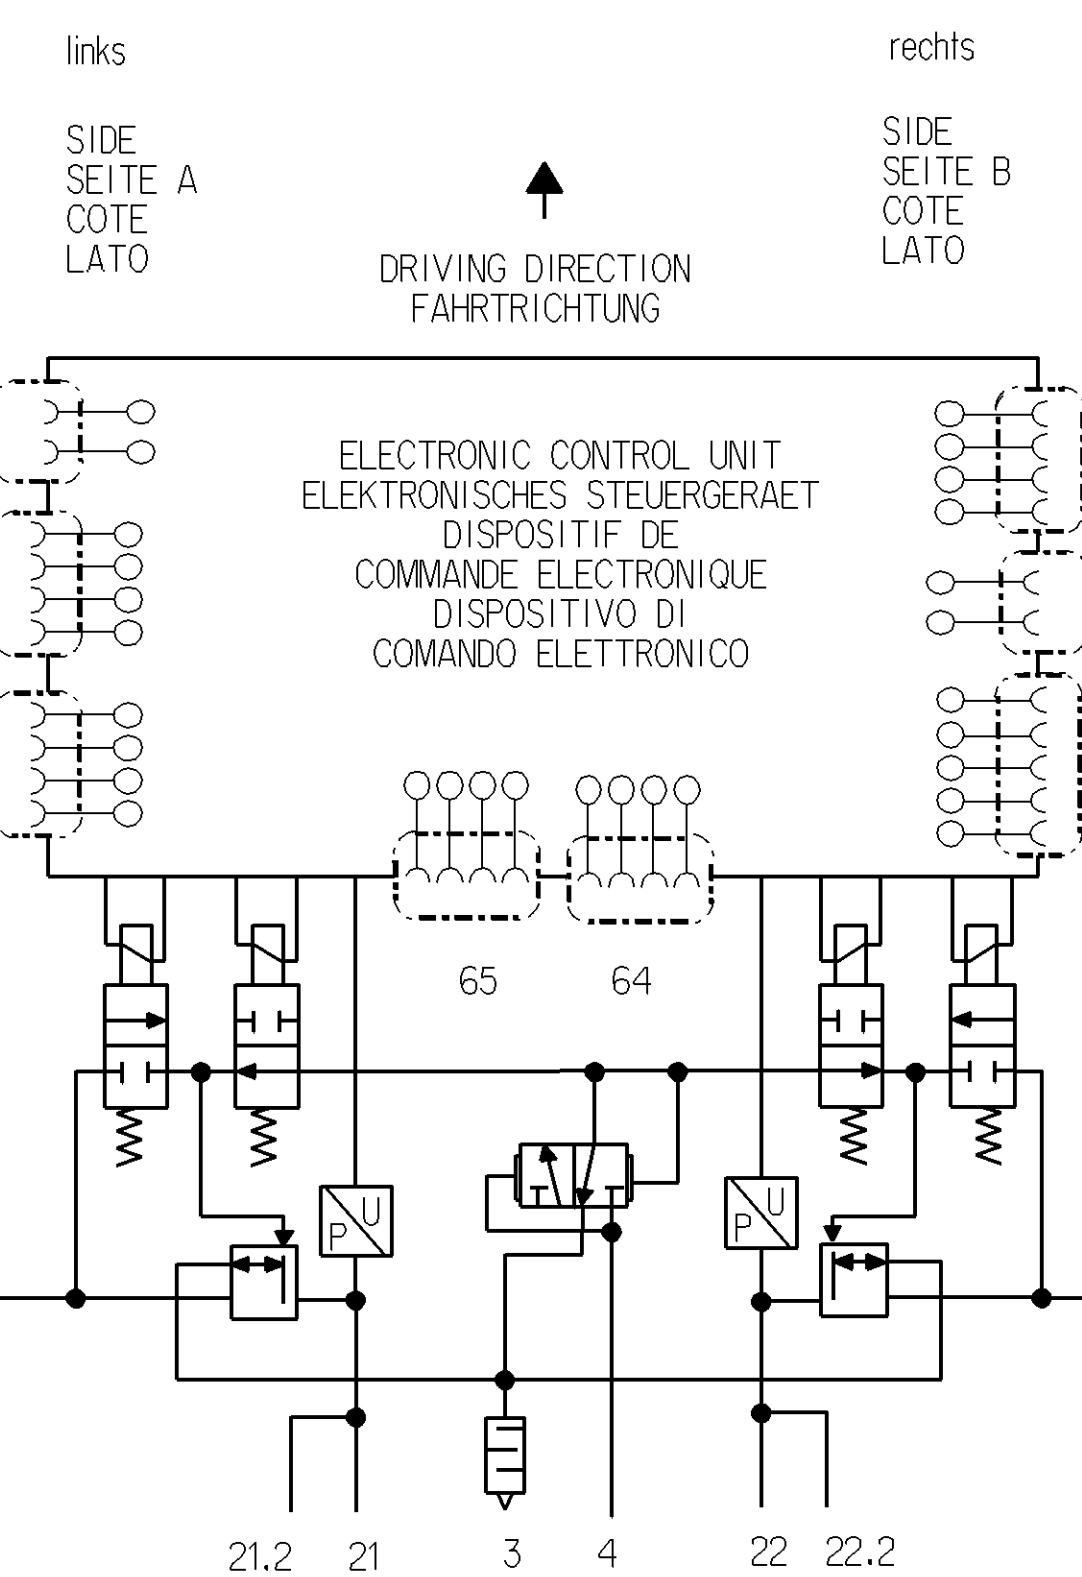 links
rechts
SIDE
SEITE A
COTE
LATO
SIDE
SEITE B
COTE
LATO
DRIVING DIRECTION
FAHRTRICHTUNG
ELECTRONIC CONTROL UNIT
ELEKTRONISCHES STEUERGERAET
DISPOSITIF DE
COMMANDE ELECTRONIQUE
DISPOSITIVO DI
COMANDO ELETTRONICO
65
64
U
P
U
P
21.2
21
3
4
22
22.2